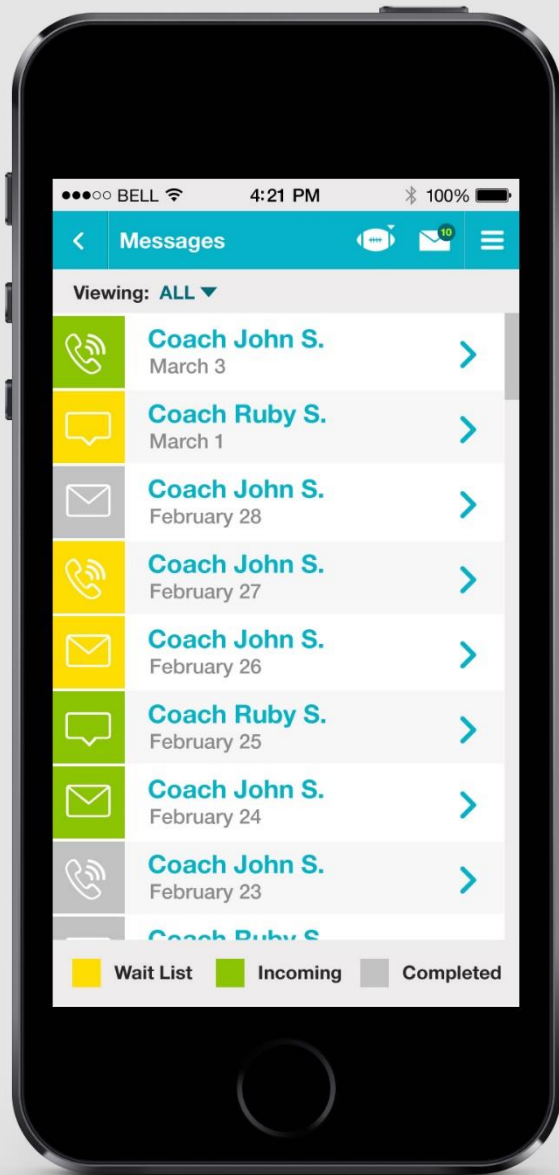 BELL 4:21 PM 100%
Messages 10
Viewing: ALL
Coach John S.
March 3
Coach Ruby S.
March 1
Coach John S.
February 28
Coach John S.
February 27
Coach John S.
February 26
Coach Ruby S.
February 25
Coach John S.
February 24
Coach John S.
February 23
Coach Ruby S
Wait List Incoming Completed